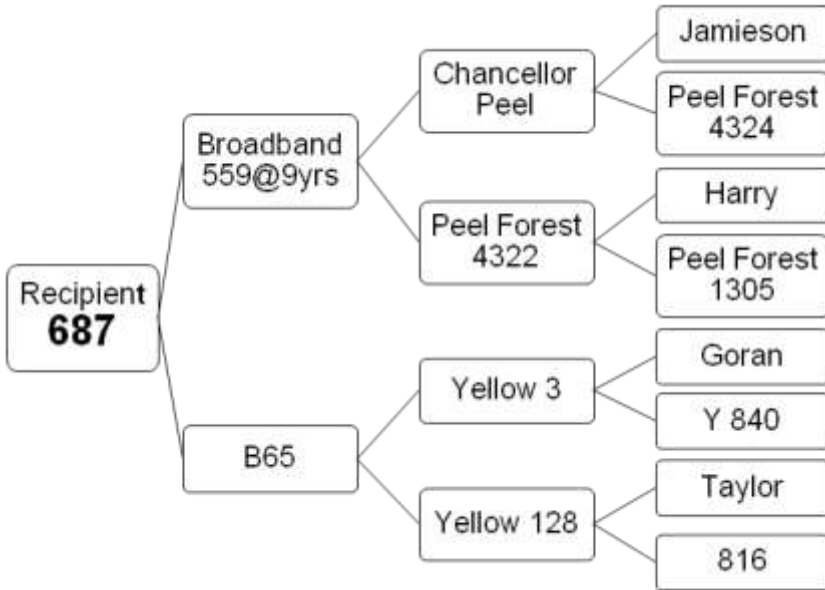 Jamieson
Chancellor
Peel
Peel Forest
4324
Broadband
559@9yrs
Harry
Peel Forest
4322
Peel Forest
1305
Recipient
687
Goran
Yellow 3
Y 840
B65
Taylor
Yellow 128
816